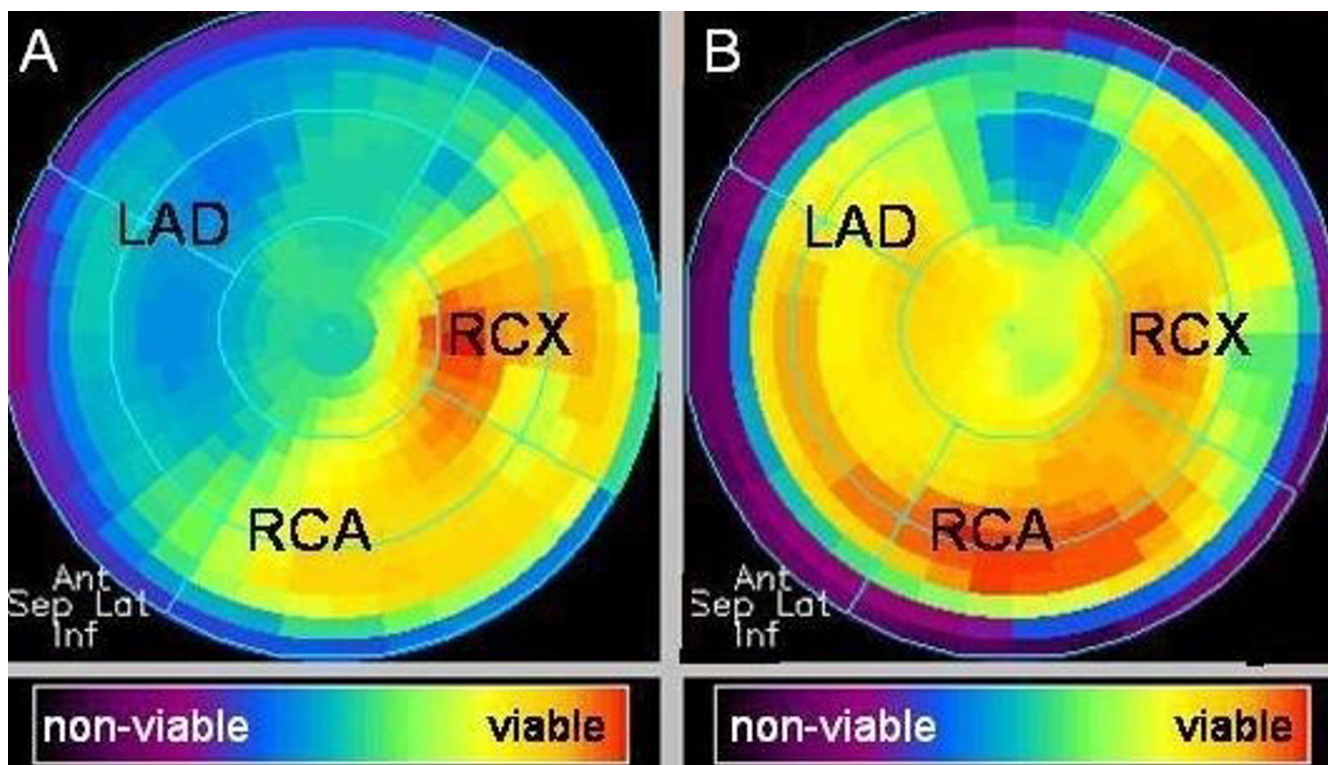 A
LAD
RCX
RCA
Ant
Sep Lat
Inf
non-viable viable
B
LAD
RCX
RCA
Ant
Sep Lat
Inf
non-viable viable